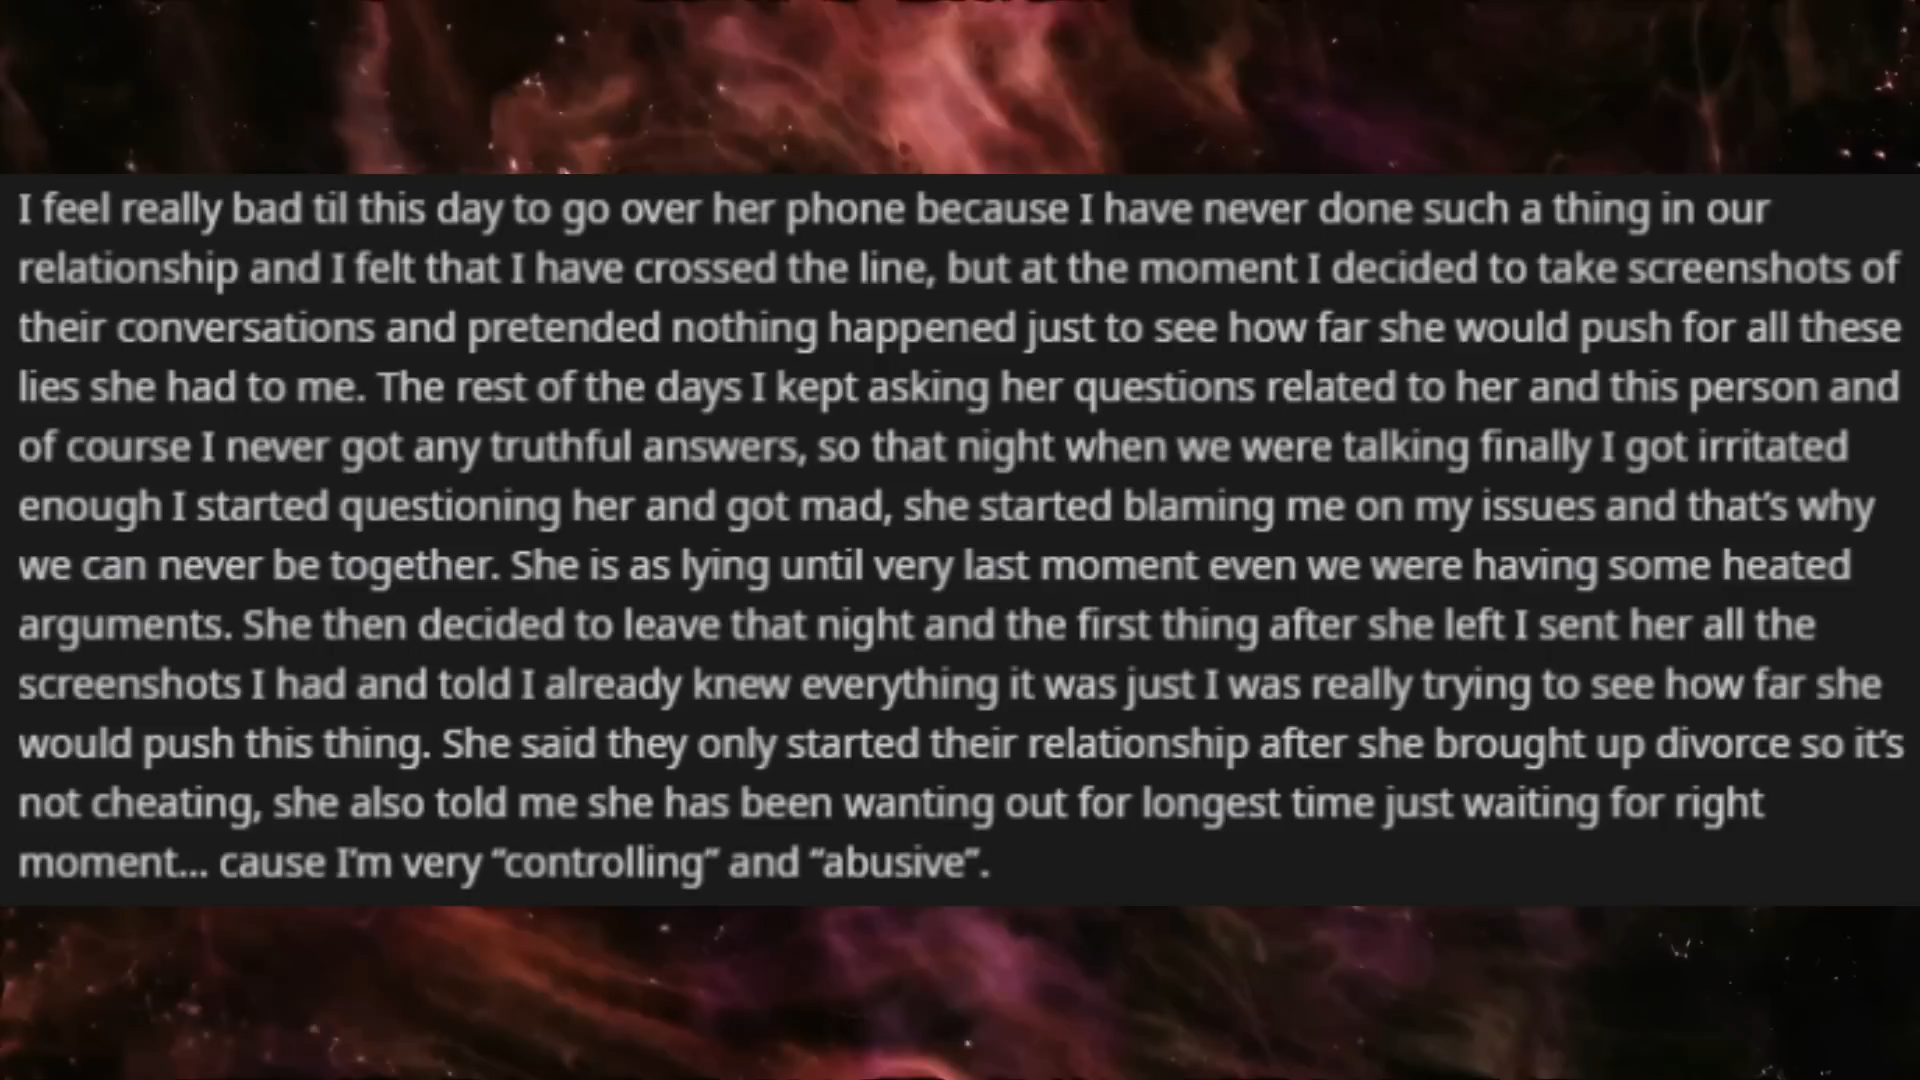 I feel really bad til this day to go over her phone because I have never done such a thing in our
relationship and I felt that I have crossed the line, but at the moment I decided to take screenshots of
their conversations and pretended nothing happened just to see how far she would push for all these
lies she had to me. The rest of the days I kept asking her questions related to her and this person and
of course I never got any truthful answers, so that night when we were talking finally I got irritated
enough I started questioning her and got mad, she started blaming me on my issues and that’s why
we can never be together. She is as lying until very last moment even we were having some heated
arguments. She then decided to leave that night and the first thing after she left I sent her all the
screenshots I had and told I already knew everything it was just I was really trying to see how far she
would push this thing. She said they only started their relationship after she brought up divorce so it’s
not cheating, she also told me she has been wanting out for longest time just waiting for right
moment... cause I’m very “controlling” and “abusive”.